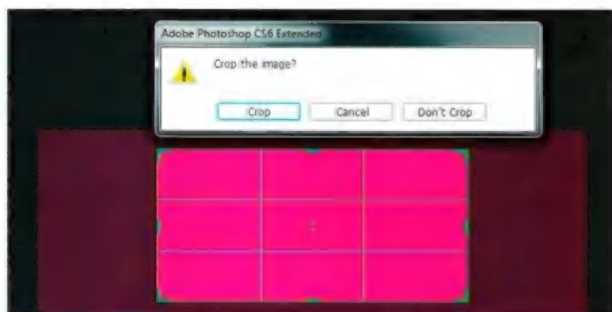 Adobe Photoshop CS6 Extended
Crop the image?
Crop Cancel Don't Crop